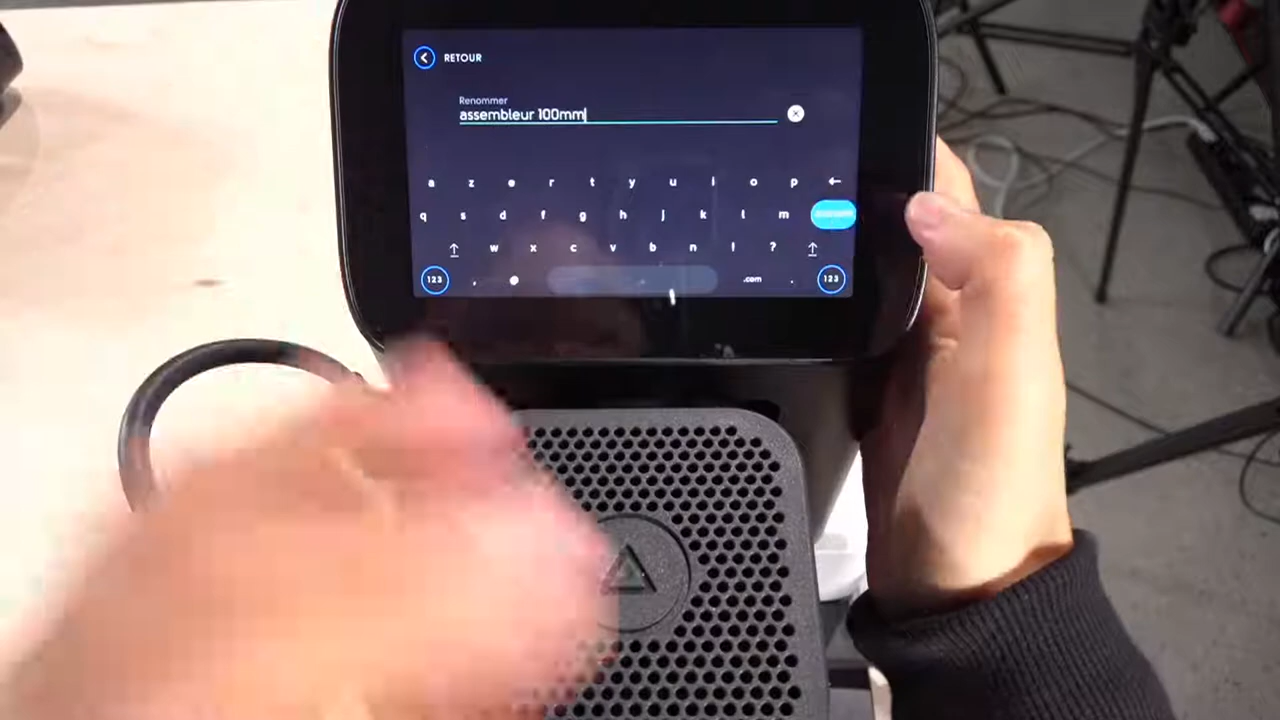 RETOUR
Renommer
assembleur 100mm
a z e r t y u i o p
q s d f g h j k l m
w x c v b n ! ?
123 , @ .com . 123